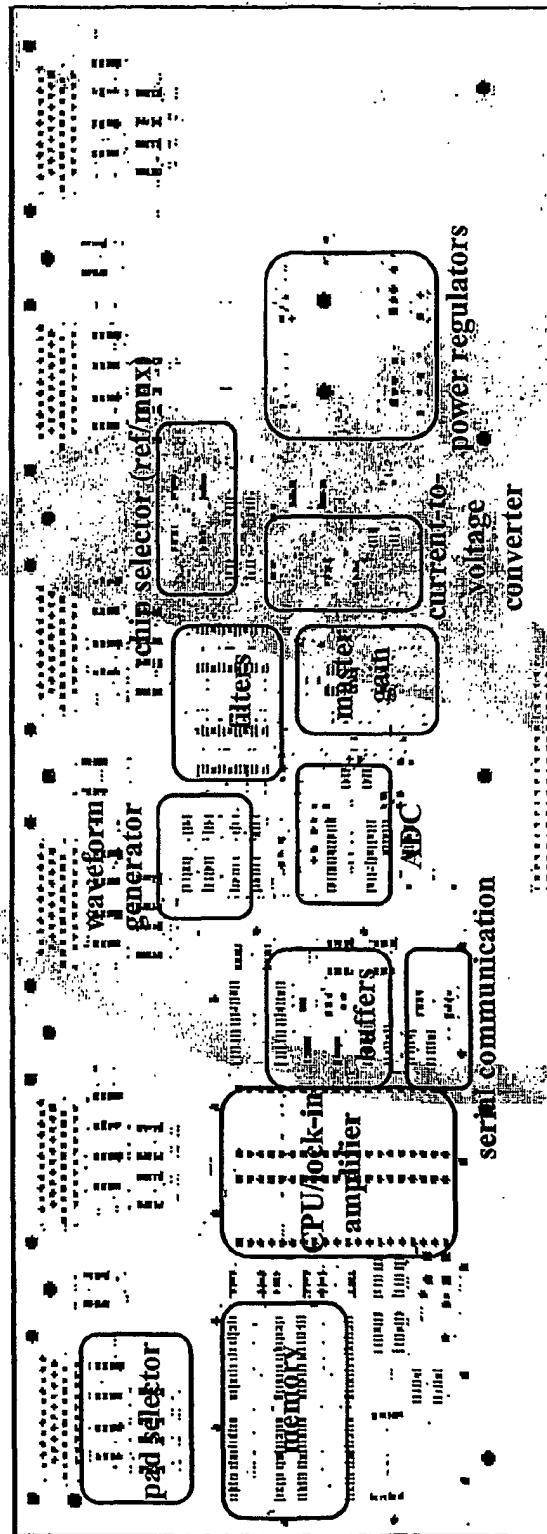 pad selector
memory
CPU/lock-in
amplifier
buffers
serial communication
waveform
generator
ADC
filters
master
gain
chip selector (ref/mux)
current-to-
voltage
converter
power regulators